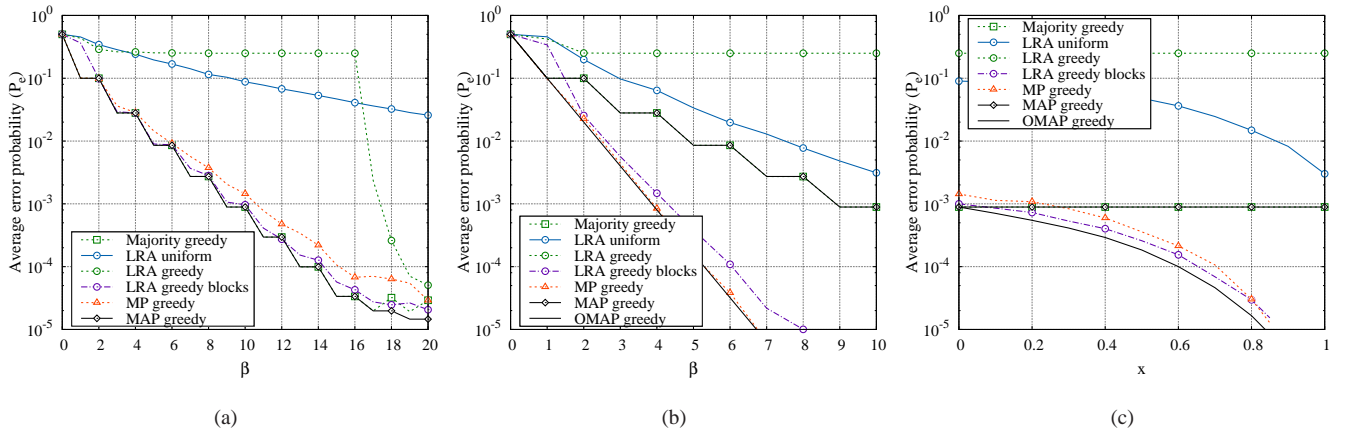 Average error probability (Pe)
10^0
10^-1
10^-2
10^-3
10^-4
10^-5
0 2 4 6 8 10 12 14 16 18 20
β
Majority greedy
LRA uniform
LRA greedy
LRA greedy blocks
MP greedy
MAP greedy
(a)
Average error probability (Pe)
10^0
10^-1
10^-2
10^-3
10^-4
10^-5
0 1 2 3 4 5 6 7 8 9 10
β
Majority greedy
LRA uniform
LRA greedy
LRA greedy blocks
MP greedy
MAP greedy
OMAP greedy
(b)
Average error probability (Pe)
10^0
10^-1
10^-2
10^-3
10^-4
10^-5
0 0.2 0.4 0.6 0.8 1
x
Majority greedy
LRA uniform
LRA greedy
LRA greedy blocks
MP greedy
MAP greedy
OMAP greedy
(c)